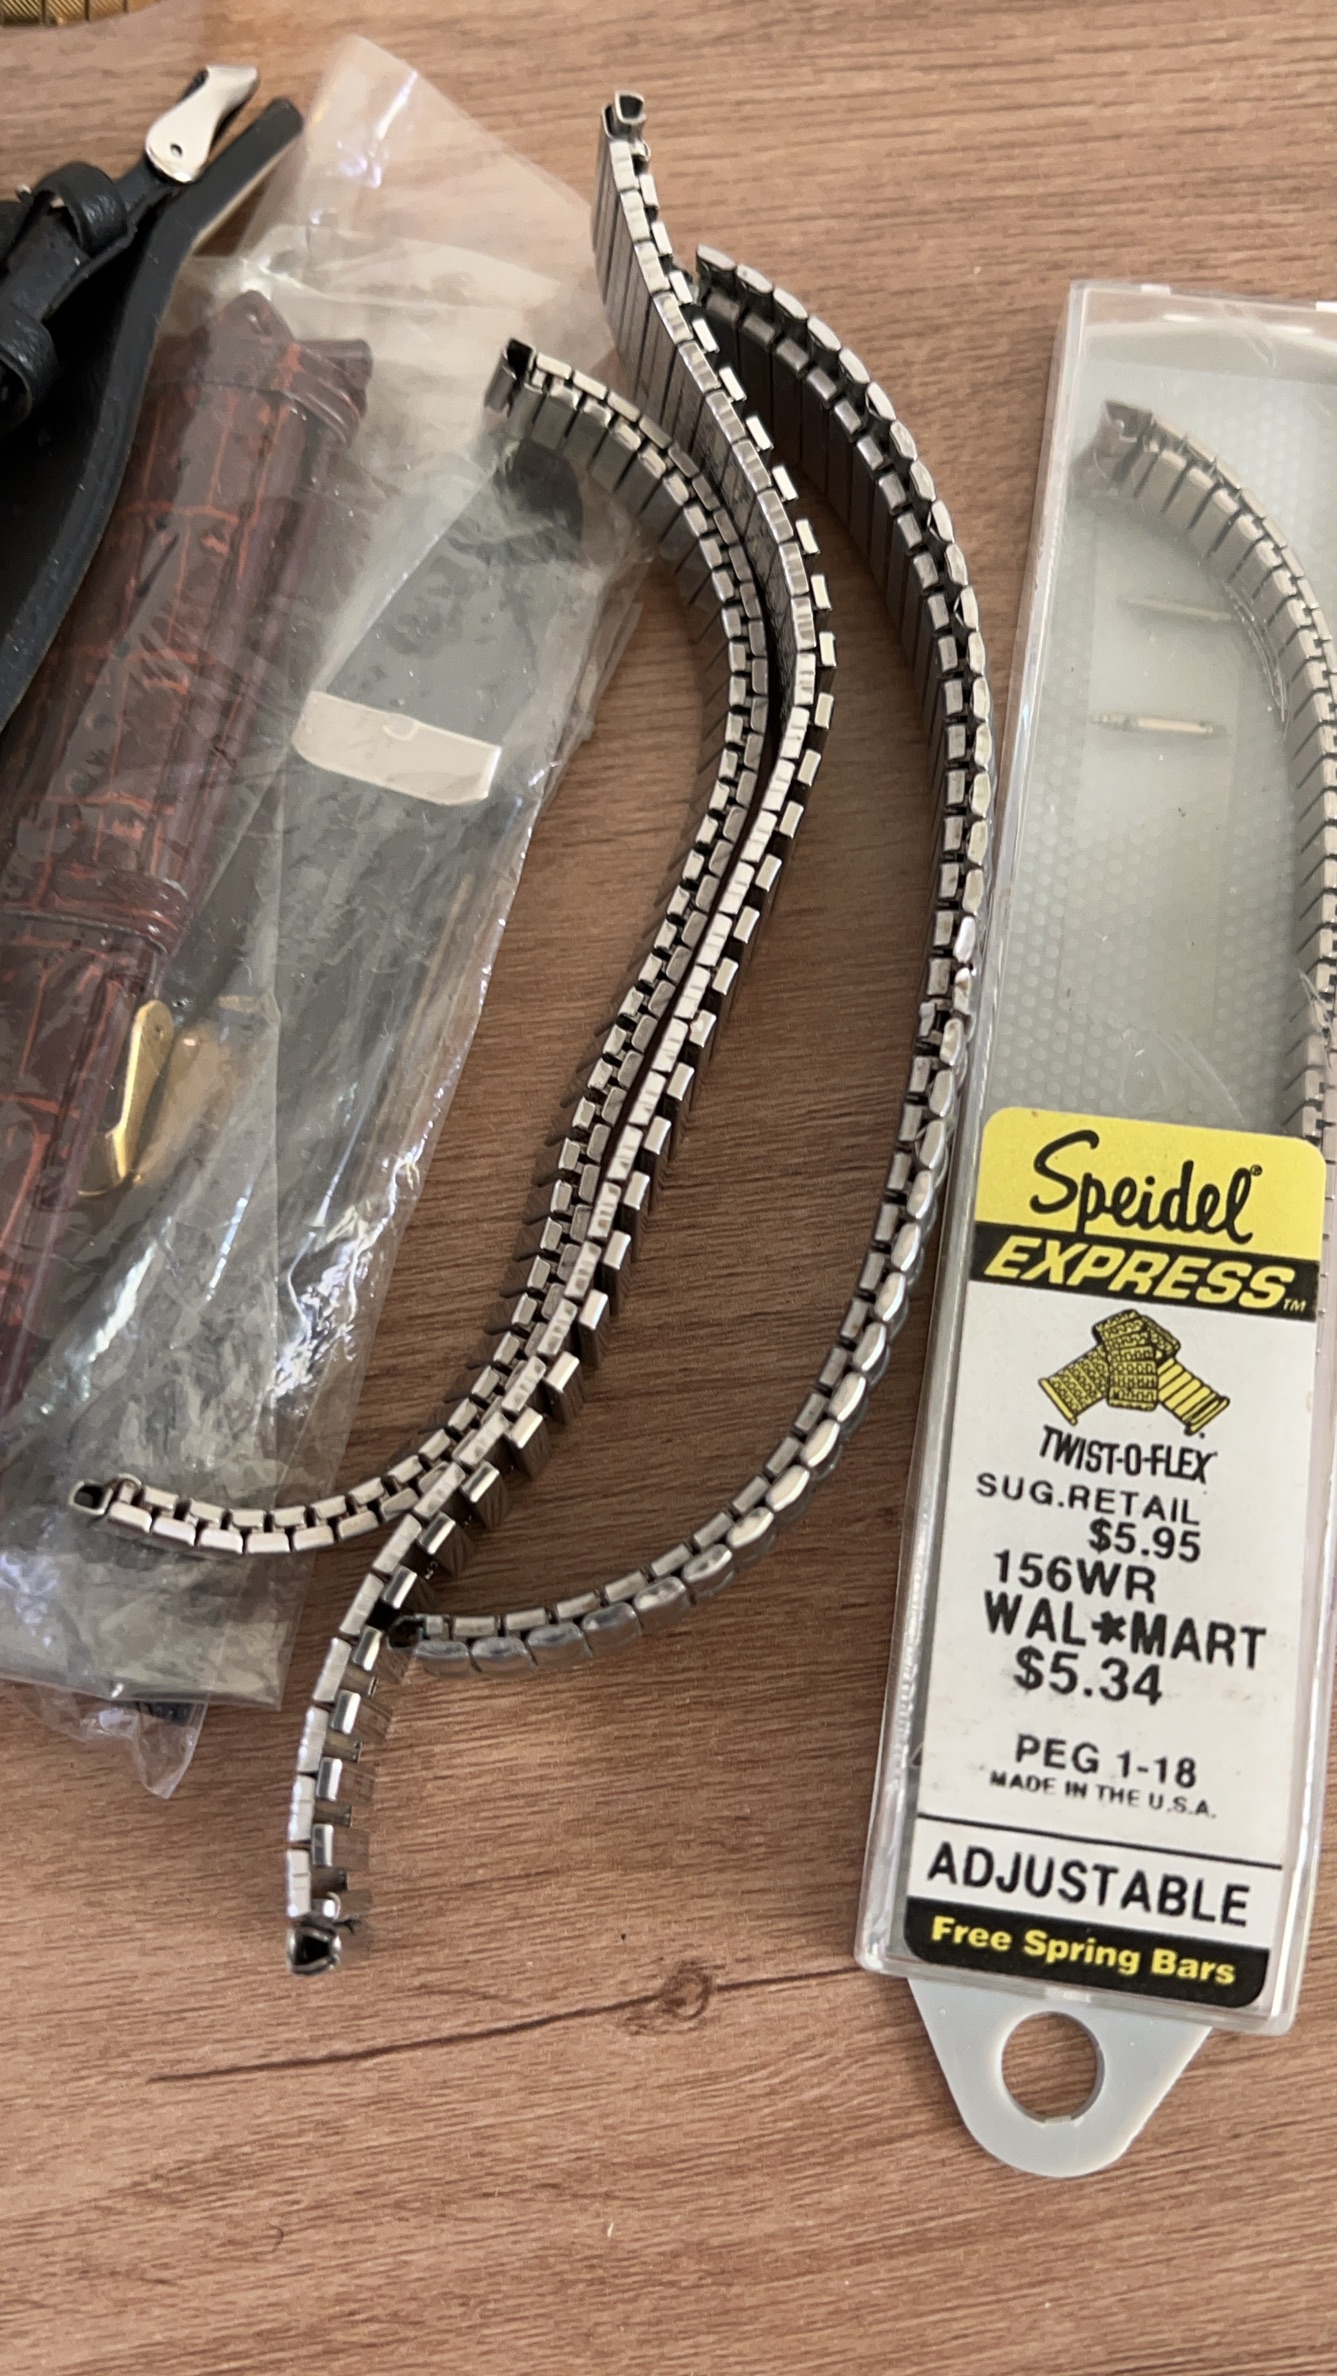 Speidel®
EXPRESS™
TWIST-O-FLEX
SUG.RETAIL
$5.95
156WR
WAL*MART
$5.34
PEG 1-18
MADE IN THE U.S.A.
ADJUSTABLE
Free Spring Bars